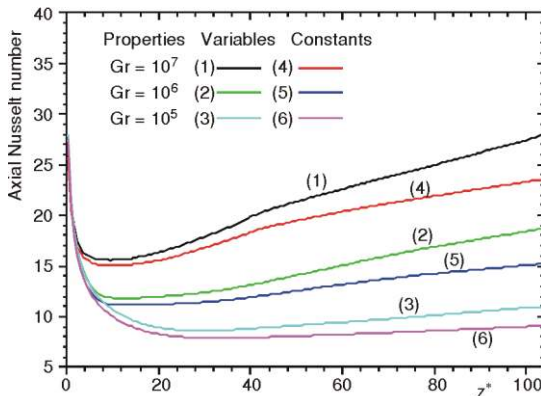 40
35
30
25
20
15
10
5
Axial Nusselt number
Properties Variables Constants
Gr = 10⁷ (1) (4)
Gr = 10⁶ (2) (5)
Gr = 10⁵ (3) (6)
(1)
(4)
(2)
(5)
(3)
(6)
0 20 40 60 80 100
z*